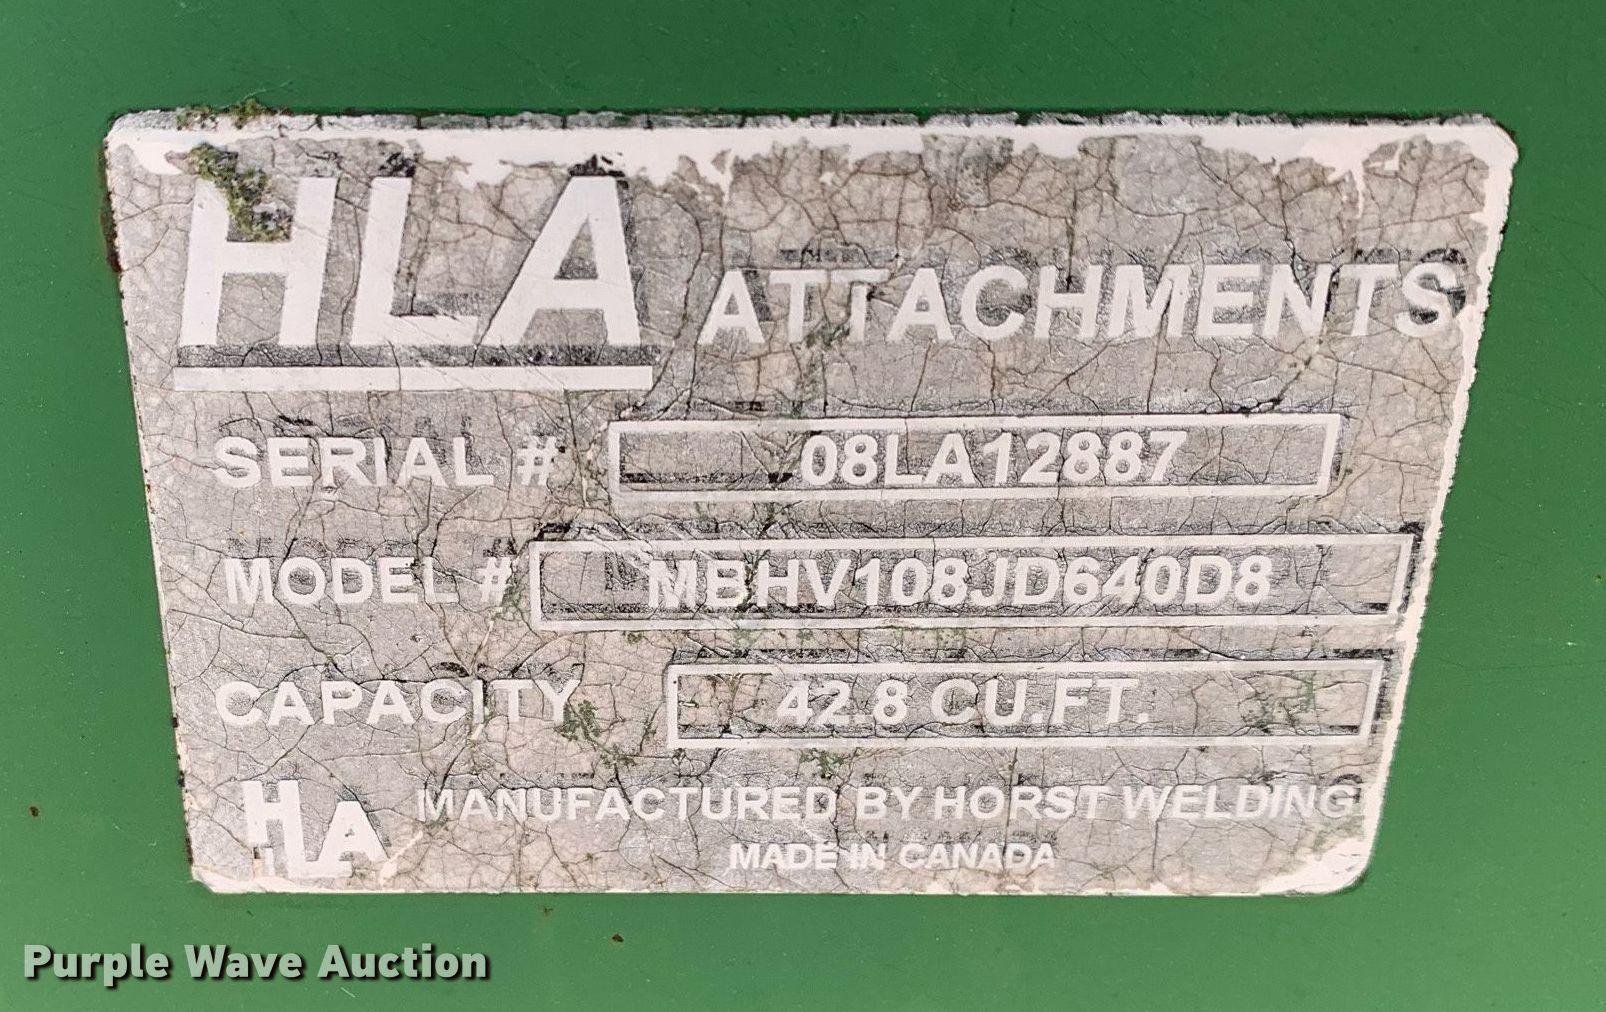 HLA ATTACHMENTS
SERIAL # 08LA12887
MODEL # MBHV108JD640D8
CAPACITY 42.8 CU.FT.
HLA MANUFACTURED BY HORST WELDING
MADE IN CANADA
Purple Wave Auction